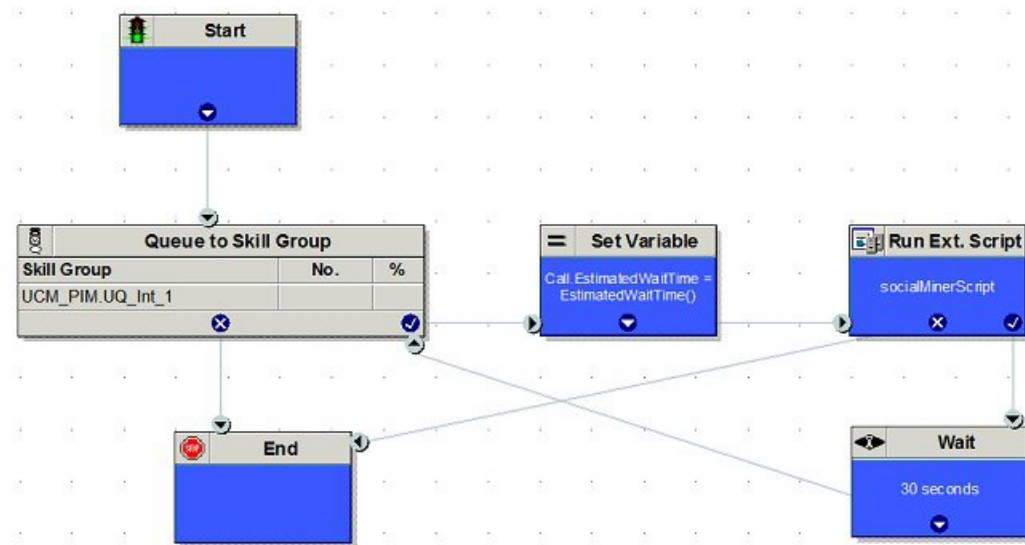 Start
Queue to Skill Group
Skill Group No. %
UCM_PIM.UQ_Int_1
Set Variable
Call.EstimatedWaitTime =
EstimatedWaitTime()
Run Ext. Script
socialMinerScript
End
STOP
Wait
30 seconds